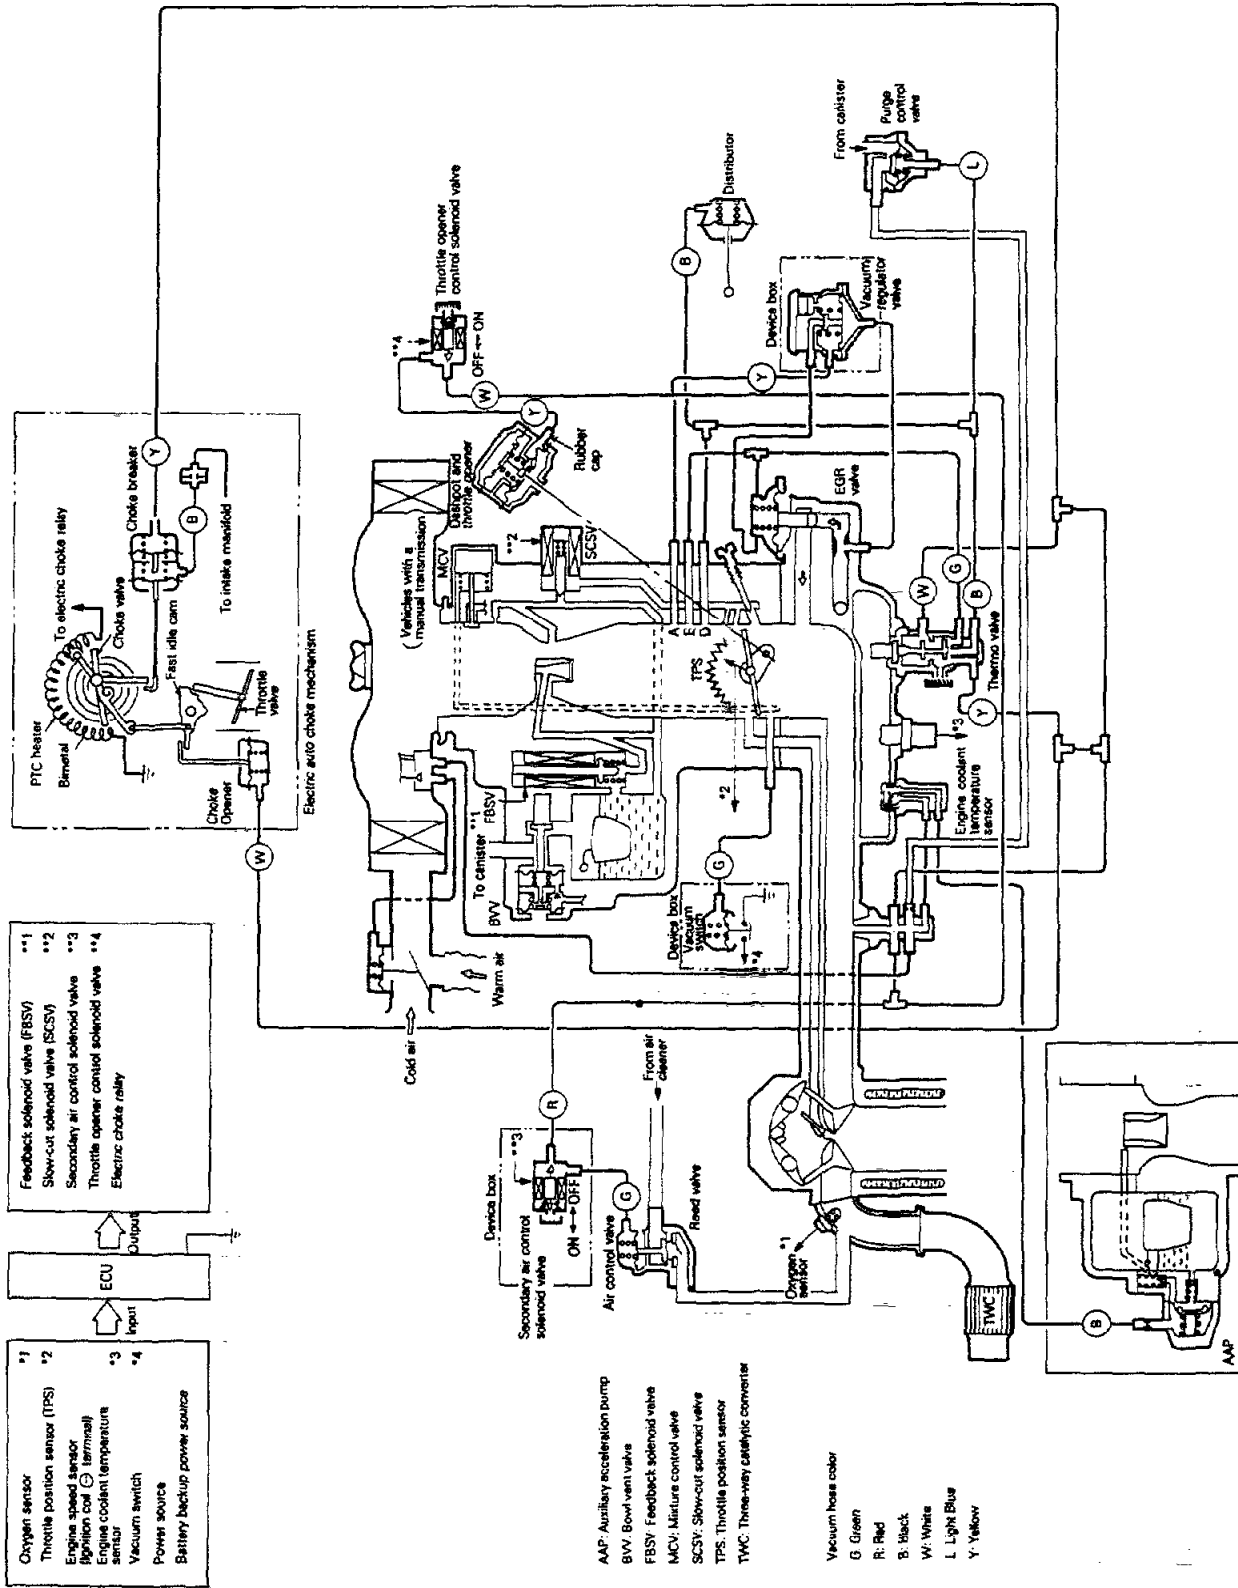 Oxygen sensor *1
Throttle position sensor (TPS) *2
Engine speed sensor
(Ignition coil ⊖ terminal)
Engine coolant temperature
sensor *3
Vacuum switch *4
Power source
Battery backup power source
Input
ECU
Output
Feedback solenoid valve (FBSV) **1
Slow-cut solenoid valve (SCSV) **2
Secondary air control solenoid valve **3
Throttle opener control solenoid valve **4
Electric choke relay
PTC heater
Bimetal
To electric choke relay
Choke valve
Fast idle cam
Choke breaker
Y
B
To intake manifold
Throttle
valve
Choke
Opener
Electric auto choke mechanism
W
Cold air
Warm air
(Vehicles with a
manual transmission)
MCV
Dashpot and
throttle opener
**4
Throttle opener
control solenoid valve
OFF ↔ ON
W
Y
Rubber
cap
**2
SCSV
FBSV
**1
To canister
BVV
A
E
D
TPS
*2
G
Device box
Vacuum
switch
*4
B
Distributor
From canister
Purge
control
valve
L
Device box
Vacuum
regulator
valve
Y
EGR
valve
W
G
B
Thermo valve
Y
*3
Engine coolant
temperature
sensor
R
Device box
**3
Secondary air control
solenoid valve
ON ↔ OFF
G
From air
cleaner
Air control valve
Reed valve
*1
Oxygen
sensor
TWC
B
AAP
AAP: Auxiliary acceleration pump
BVV: Bowl vent valve
FBSV: Feedback solenoid valve
MCV: Mixture control valve
SCSV: Slow-cut solenoid valve
TPS: Throttle position sensor
TWC: Three-way catalytic converter
Vacuum hose color
G: Green
R: Red
B: Black
W: White
L: Light Blue
Y: Yellow